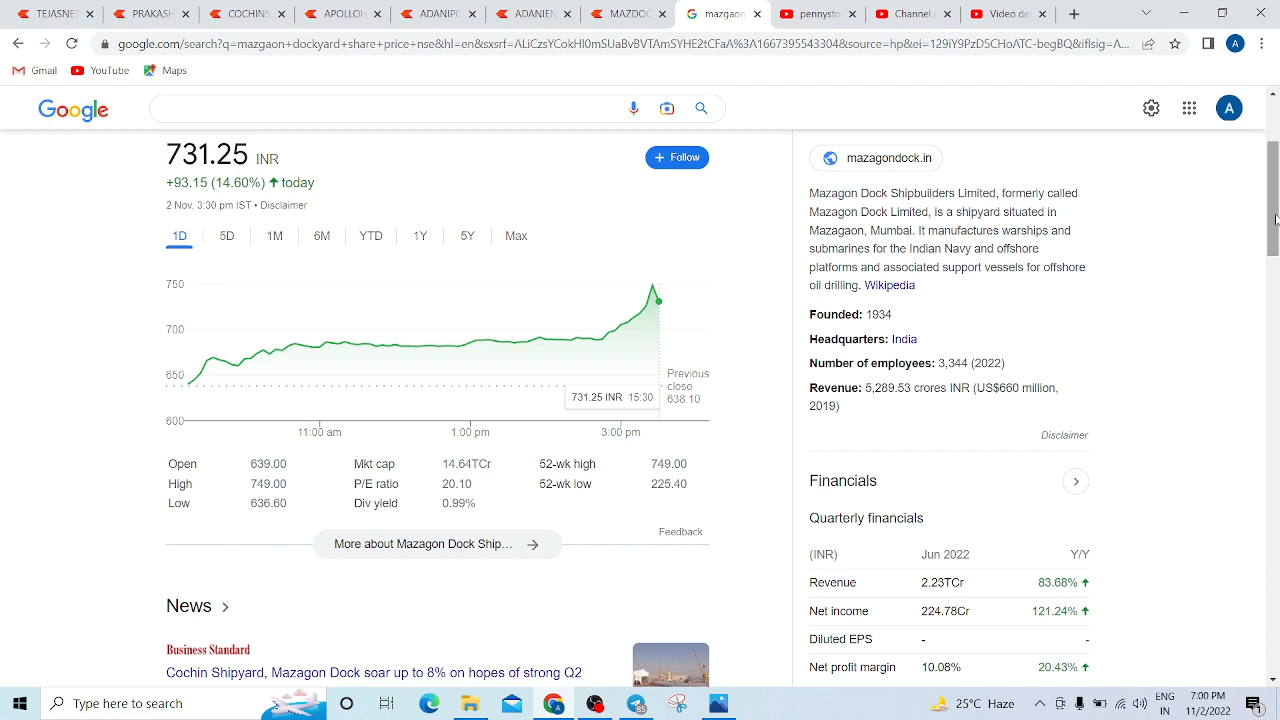 TEJASNET
PRAKASH
COCHINS
APOLLOH
ADANIPO
ADANIEN
MAZDOC
mazgaon
pennysto
Channel
Video de
google.com/search?q=mazgaon+dockyard+share+price+nse&hl=en&sxsrf=ALiCzsYCoKHl0mSUaBvBVTAmSYHE2tCFaA%3A1667395543304&source=hp&ei=129iY9PzD5CHoATC-begBQ&iflsig=A...
A
Gmail
YouTube
Maps
Google
A
731.25 INR
+ Follow
+93.15 (14.60%) ↑ today
2 Nov, 3:30 pm IST • Disclaimer
1D 5D 1M 6M YTD 1Y 5Y Max
750
700
650
600
Previous
close
638.10
731.25 INR 15:30
11:00 am 1:00 pm 3:00 pm
Open 639.00 Mkt cap 14.64TCr 52-wk high 749.00
High 749.00 P/E ratio 20.10 52-wk low 225.40
Low 636.60 Div yield 0.99%
Feedback
More about Mazagon Dock Ship... →
News >
Business Standard
Cochin Shipyard, Mazagon Dock soar up to 8% on hopes of strong Q2
mazagondock.in
Mazagon Dock Shipbuilders Limited, formerly called
Mazagon Dock Limited, is a shipyard situated in
Mazagaon, Mumbai. It manufactures warships and
submarines for the Indian Navy and offshore
platforms and associated support vessels for offshore
oil drilling. Wikipedia
Founded: 1934
Headquarters: India
Number of employees: 3,344 (2022)
Revenue: 5,289.53 crores INR (US$660 million,
2019)
Disclaimer
Financials
Quarterly financials
(INR) Jun 2022 Y/Y
Revenue 2.23TCr 83.68% ↑
Net income 224.78Cr 121.24% ↑
Diluted EPS - -
Net profit margin 10.08% 20.43% ↑
Type here to search
85
25°C Haze
ENG
IN
7:00 PM
11/2/2022
1